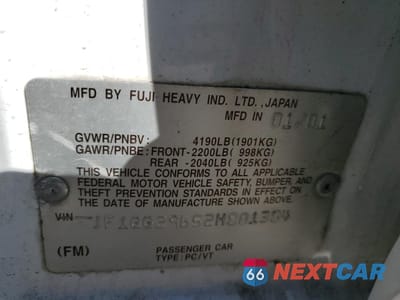 MFD BY FUJI HEAVY IND. LTD.,JAPAN
MFD IN 01/01
GVWR/PNBV : 4190LB(1901KG)
GAWR/PNBE: FRONT-2200LB( 998KG)
REAR -2040LB( 925KG)
THIS VEHICLE CONFORMS TO ALL APPLICABLE
FEDERAL MOTOR VEHICLE SAFETY, BUMPER, AND
THEFT PREVENTION STANDARDS IN EFFECT ON THE
DATE OF MANUFACTURE SHOWN ABOVE.
VIN
(FM)
PASSENGER CAR
TYPE: PC/VT
66 NEXTCAR